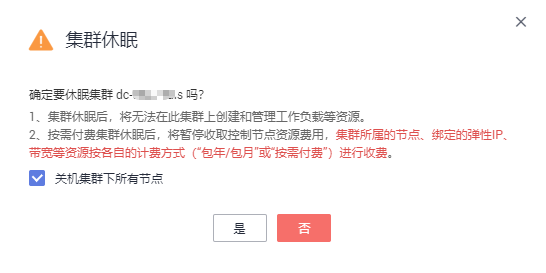 集群休眠
确定要休眠集群 dc-.s 吗?
1、集群休眠后，将无法在此集群上创建和管理工作负载等资源。
2、按需付费集群休眠后，将暂停收取控制节点资源费用，集群所属的节点、绑定的弹性IP、
带宽等资源按各自的计费方式（“包年/包月”或“按需付费”）进行收费。
关机集群下所有节点
是
否